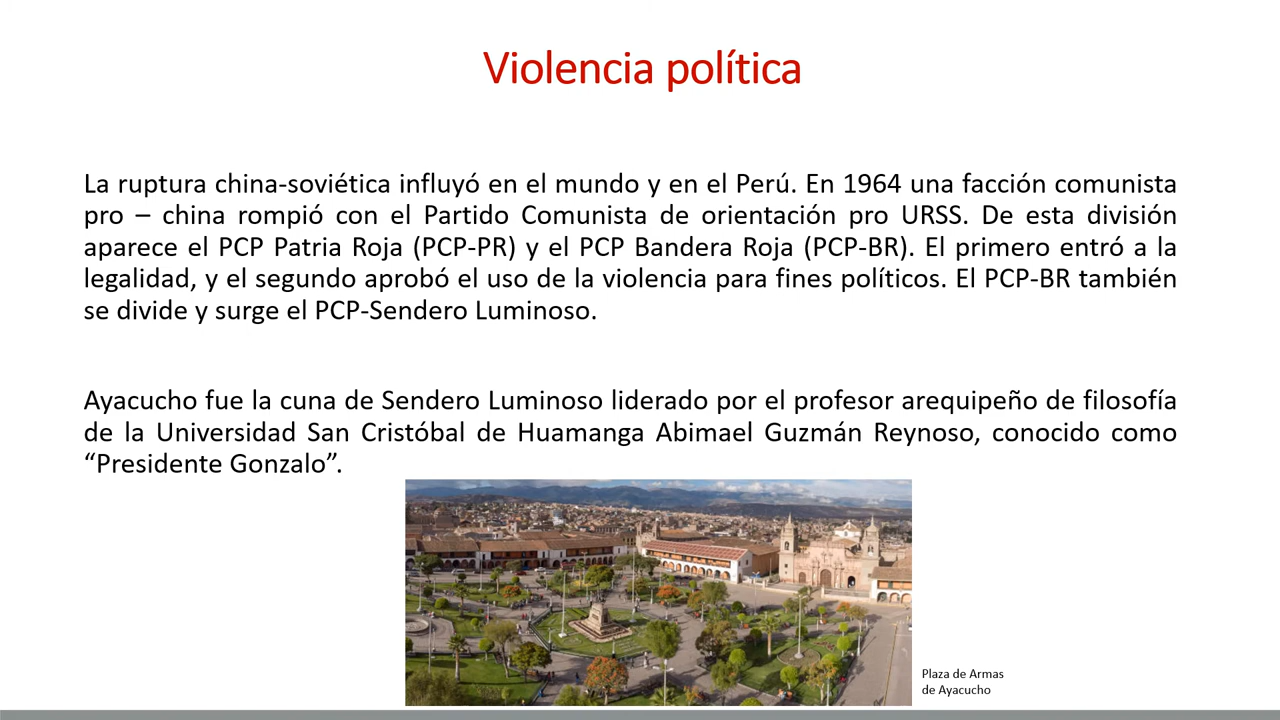 Violencia política
La ruptura china-soviética influyó en el mundo y en el Perú. En 1964 una facción comunista
pro – china rompió con el Partido Comunista de orientación pro URSS. De esta división
aparece el PCP Patria Roja (PCP-PR) y el PCP Bandera Roja (PCP-BR). El primero entró a la
legalidad, y el segundo aprobó el uso de la violencia para fines políticos. El PCP-BR también
se divide y surge el PCP-Sendero Luminoso.
Ayacucho fue la cuna de Sendero Luminoso liderado por el profesor arequipeño de filosofía
de la Universidad San Cristóbal de Huamanga Abimael Guzmán Reynoso, conocido como
“Presidente Gonzalo”.
Plaza de Armas
de Ayacucho